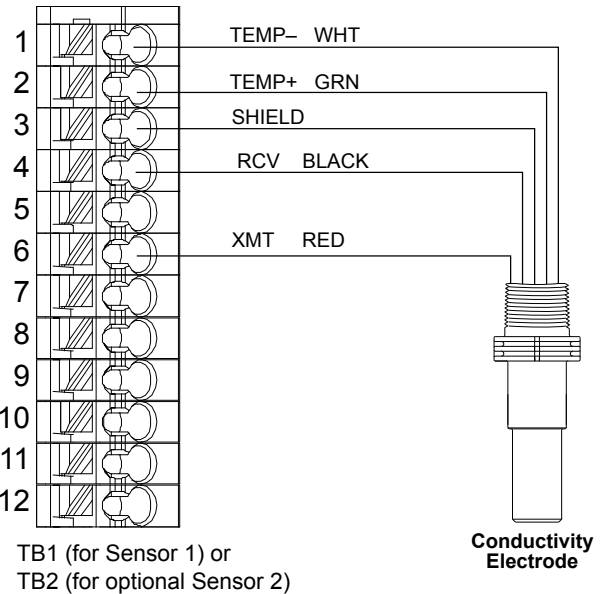 1 TEMP– WHT
2 TEMP+ GRN
3 SHIELD
4 RCV BLACK
5
6 XMT RED
7
8
9
10
11
12
TB1 (for Sensor 1) or
TB2 (for optional Sensor 2)
Conductivity
Electrode